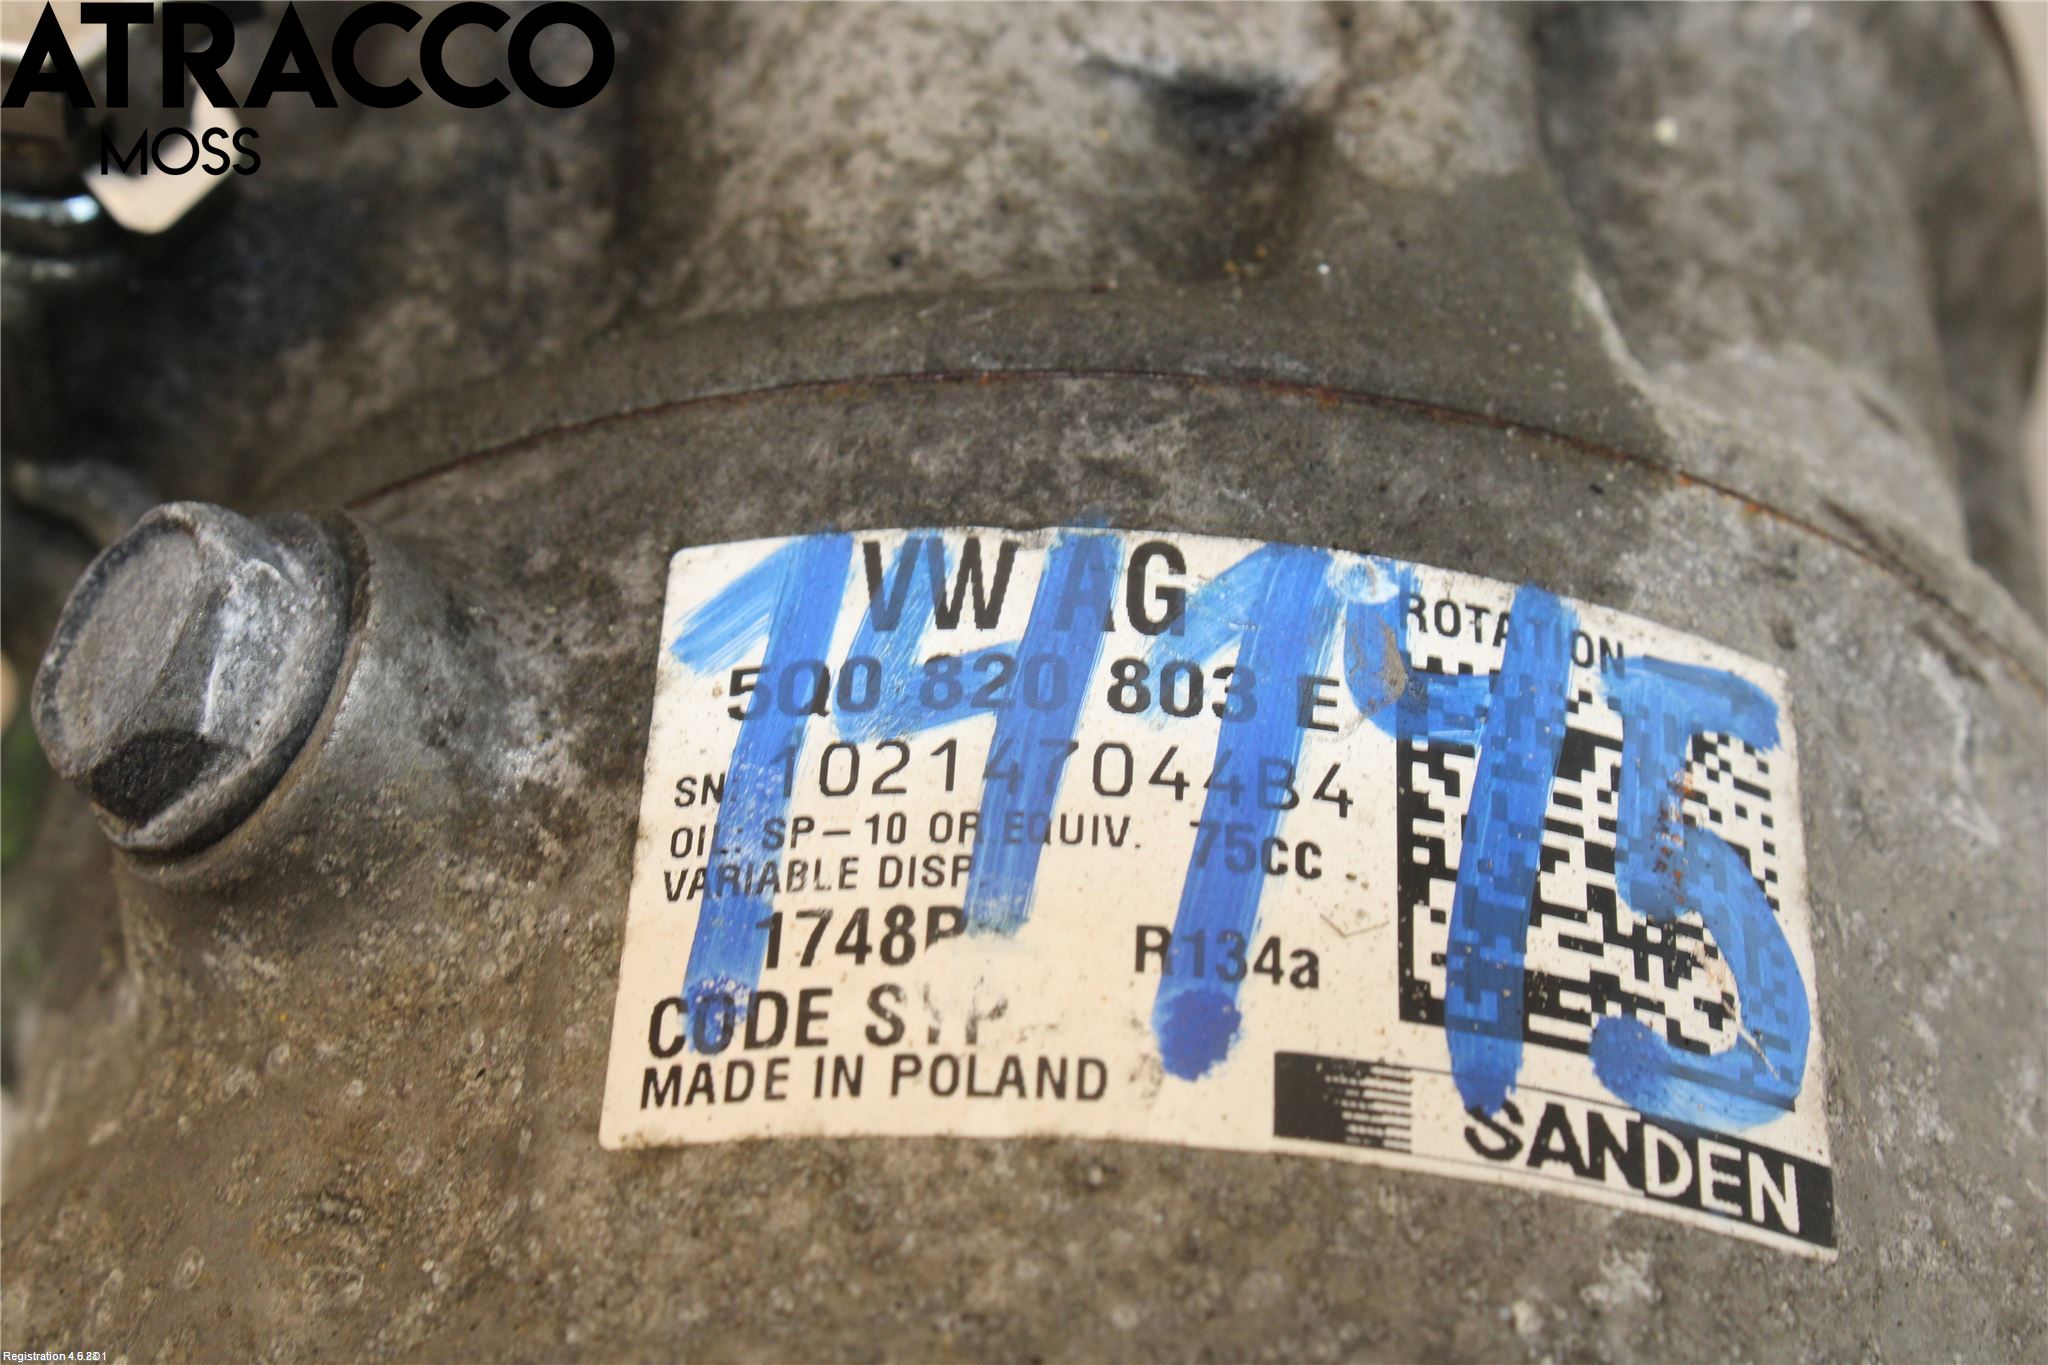 ATRACCO
MOSS
VW AG
ROTATION
5Q0 820 803 E
SN: 102147044B4
OIL: SP-10 OR EQUIV. 75cc
VARIABLE DISP.
1748P R134a
CODE
MADE IN POLAND
SANDEN
Registration